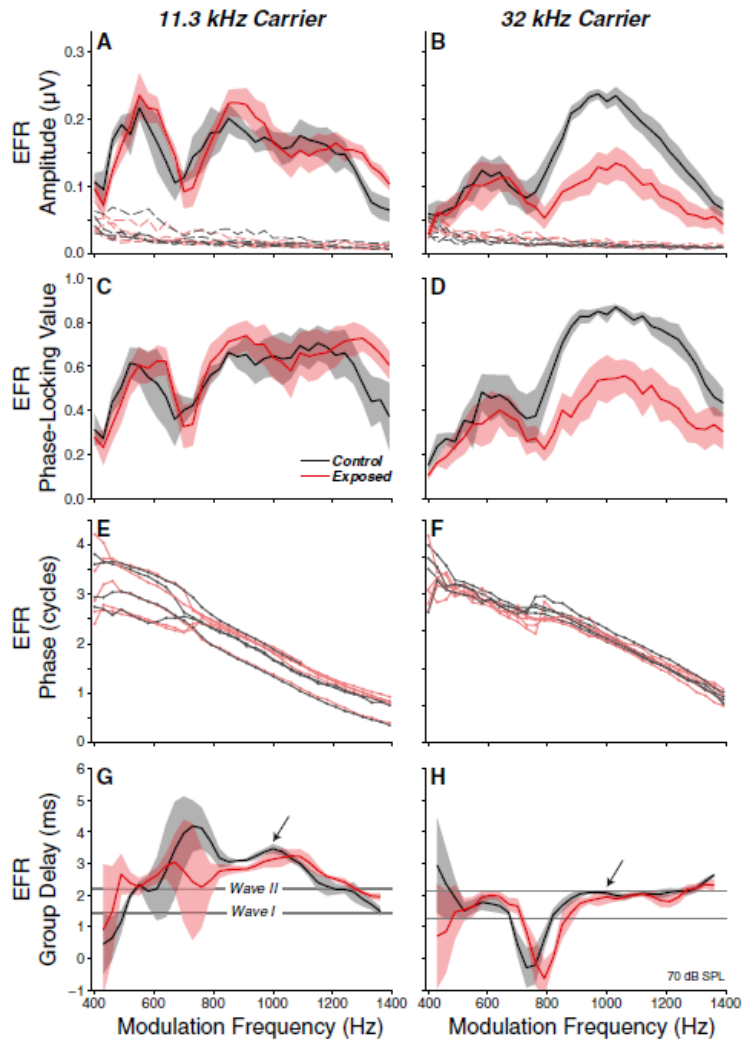 11.3 kHz Carrier
32 kHz Carrier
A
B
EFR
Amplitude (μV)
0.3
0.2
0.1
0.0
C
D
EFR
Phase-Locking Value
1.0
0.8
0.6
0.4
0.2
0.0
Control
Exposed
E
F
EFR
Phase (cycles)
4
3
2
1
0
G
H
EFR
Group Delay (ms)
6
5
4
3
2
1
0
−1
Wave II
Wave I
70 dB SPL
400 600 800 1000 1200 1400
400 600 800 1000 1200 1400
Modulation Frequency (Hz)
Modulation Frequency (Hz)